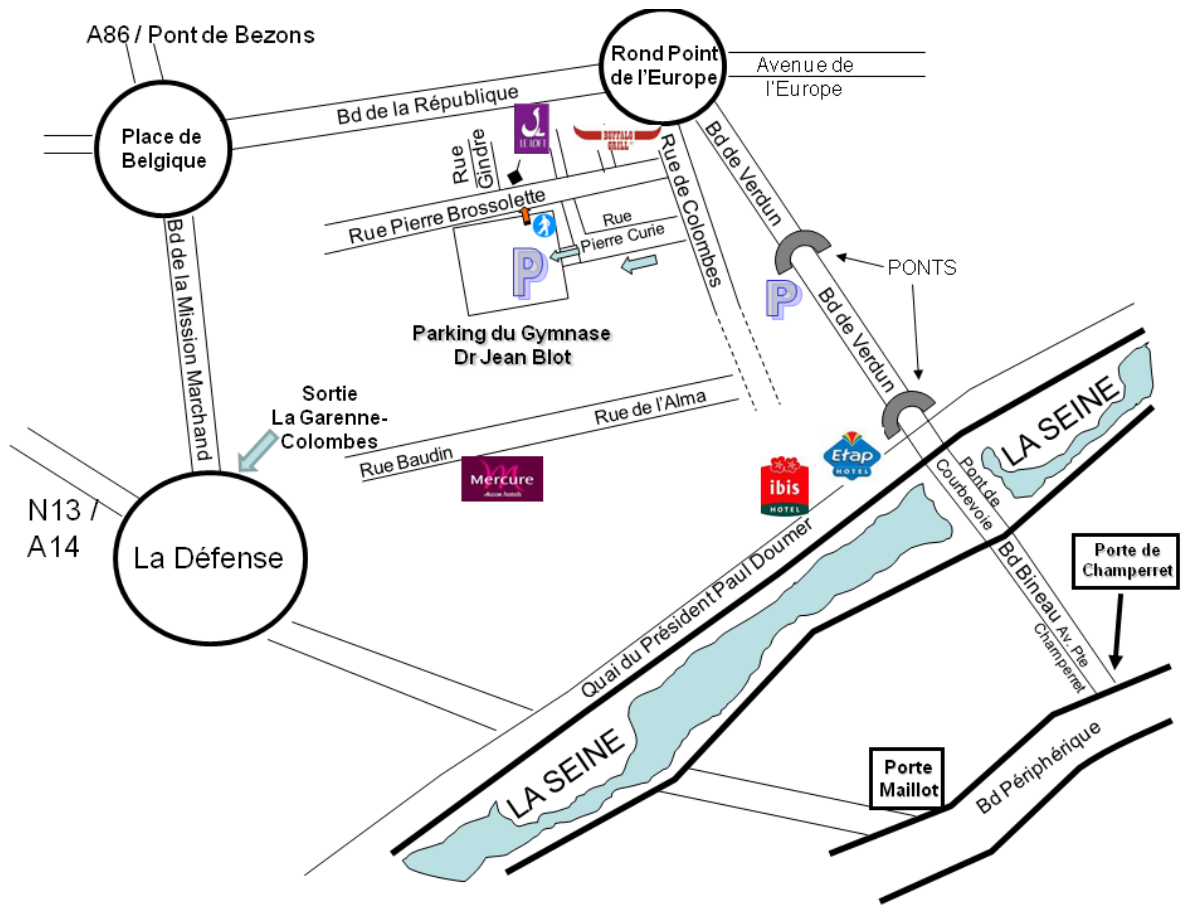 A86 / Pont de Bezons
Rond Point
de l'Europe
Avenue de
l'Europe
Place de
Belgique
Bd de la République
LE LOFT
BUFFALO
GRILL
Rue
Gindre
Rue Pierre Brossolette
Rue
Pierre Curie
Rue de Colombes
Bd de Verdun
PONTS
P
P
Bd de Verdun
Parking du Gymnase
Dr Jean Blot
Bd de la Mission Marchand
Sortie
La Garenne-
Colombes
Rue de l'Alma
Rue Baudin
Mercure
Accor hotels
ibis
HOTEL
Etap
HOTEL
LA SEINE
Pont de
Courbevoie
N13 /
A14
La Défense
Quai du Président Paul Doumer
Bd Bineau
Av. Pte
Champerret
Porte de
Champerret
LA SEINE
Porte
Maillot
Bd Périphérique